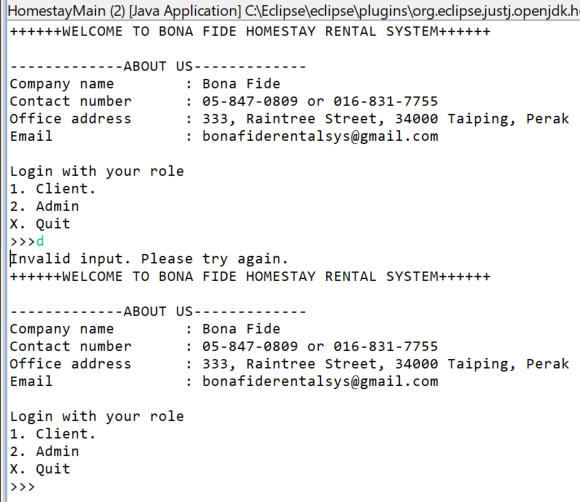 HomestayMain (2) [Java Application] C:\Eclipse\eclipse\plugins\org.eclipse.justj.openjdk.h
++++++WELCOME TO BONA FIDE HOMESTAY RENTAL SYSTEM++++++
-------------ABOUT US-------------
Company name        : Bona Fide
Contact number      : 05-847-0809 or 016-831-7755
Office address      : 333, Raintree Street, 34000 Taiping, Perak
Email               : bonafiderentalsys@gmail.com
Login with your role
1. Client.
2. Admin
X. Quit
>>>d
Invalid input. Please try again.
++++++WELCOME TO BONA FIDE HOMESTAY RENTAL SYSTEM++++++
-------------ABOUT US-------------
Company name        : Bona Fide
Contact number      : 05-847-0809 or 016-831-7755
Office address      : 333, Raintree Street, 34000 Taiping, Perak
Email               : bonafiderentalsys@gmail.com
Login with your role
1. Client.
2. Admin
X. Quit
>>>